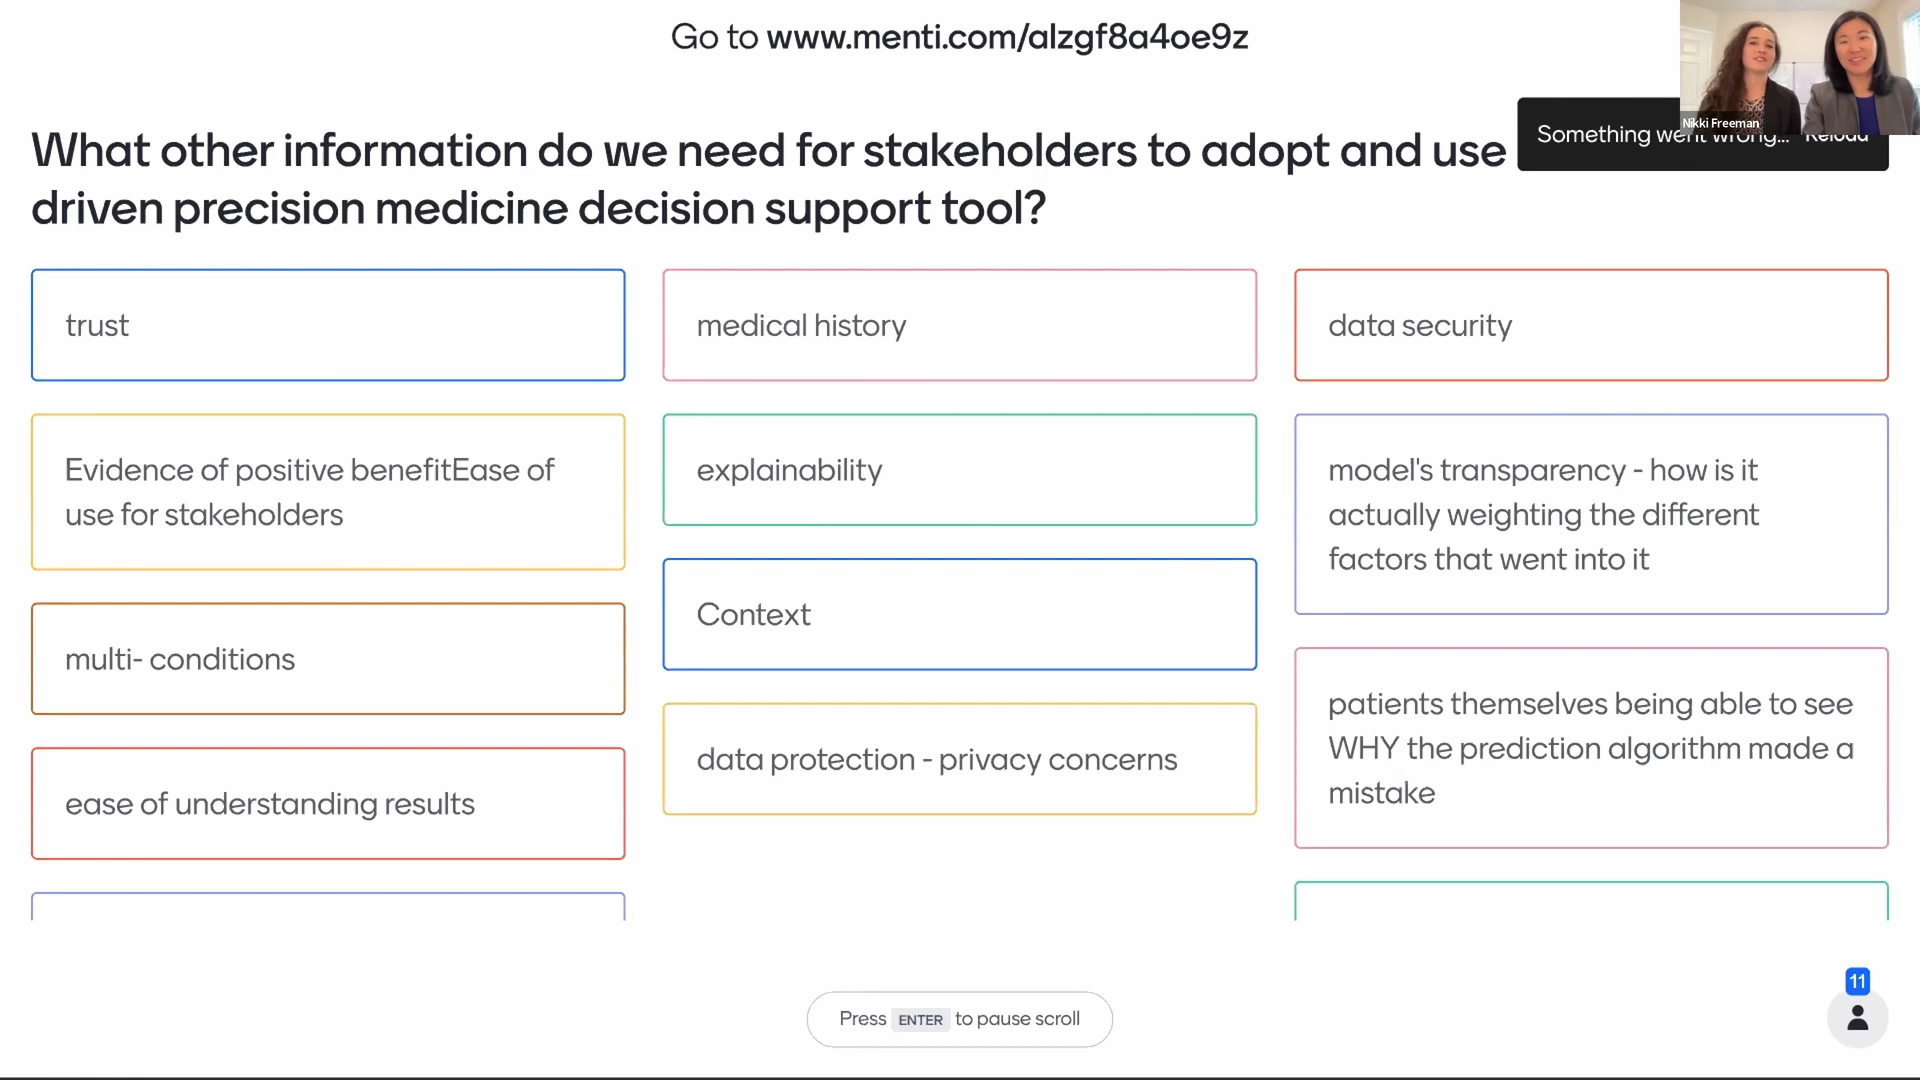 Go to www.menti.com/alzgf8a4oe9z
Nikki Freeman
Something went wrong... Reload
What other information do we need for stakeholders to adopt and use
driven precision medicine decision support tool?
trust
Evidence of positive benefitEase of
use for stakeholders
multi- conditions
ease of understanding results
medical history
explainability
Context
data protection - privacy concerns
data security
model's transparency - how is it
actually weighting the different
factors that went into it
patients themselves being able to see
WHY the prediction algorithm made a
mistake
11
Press ENTER to pause scroll